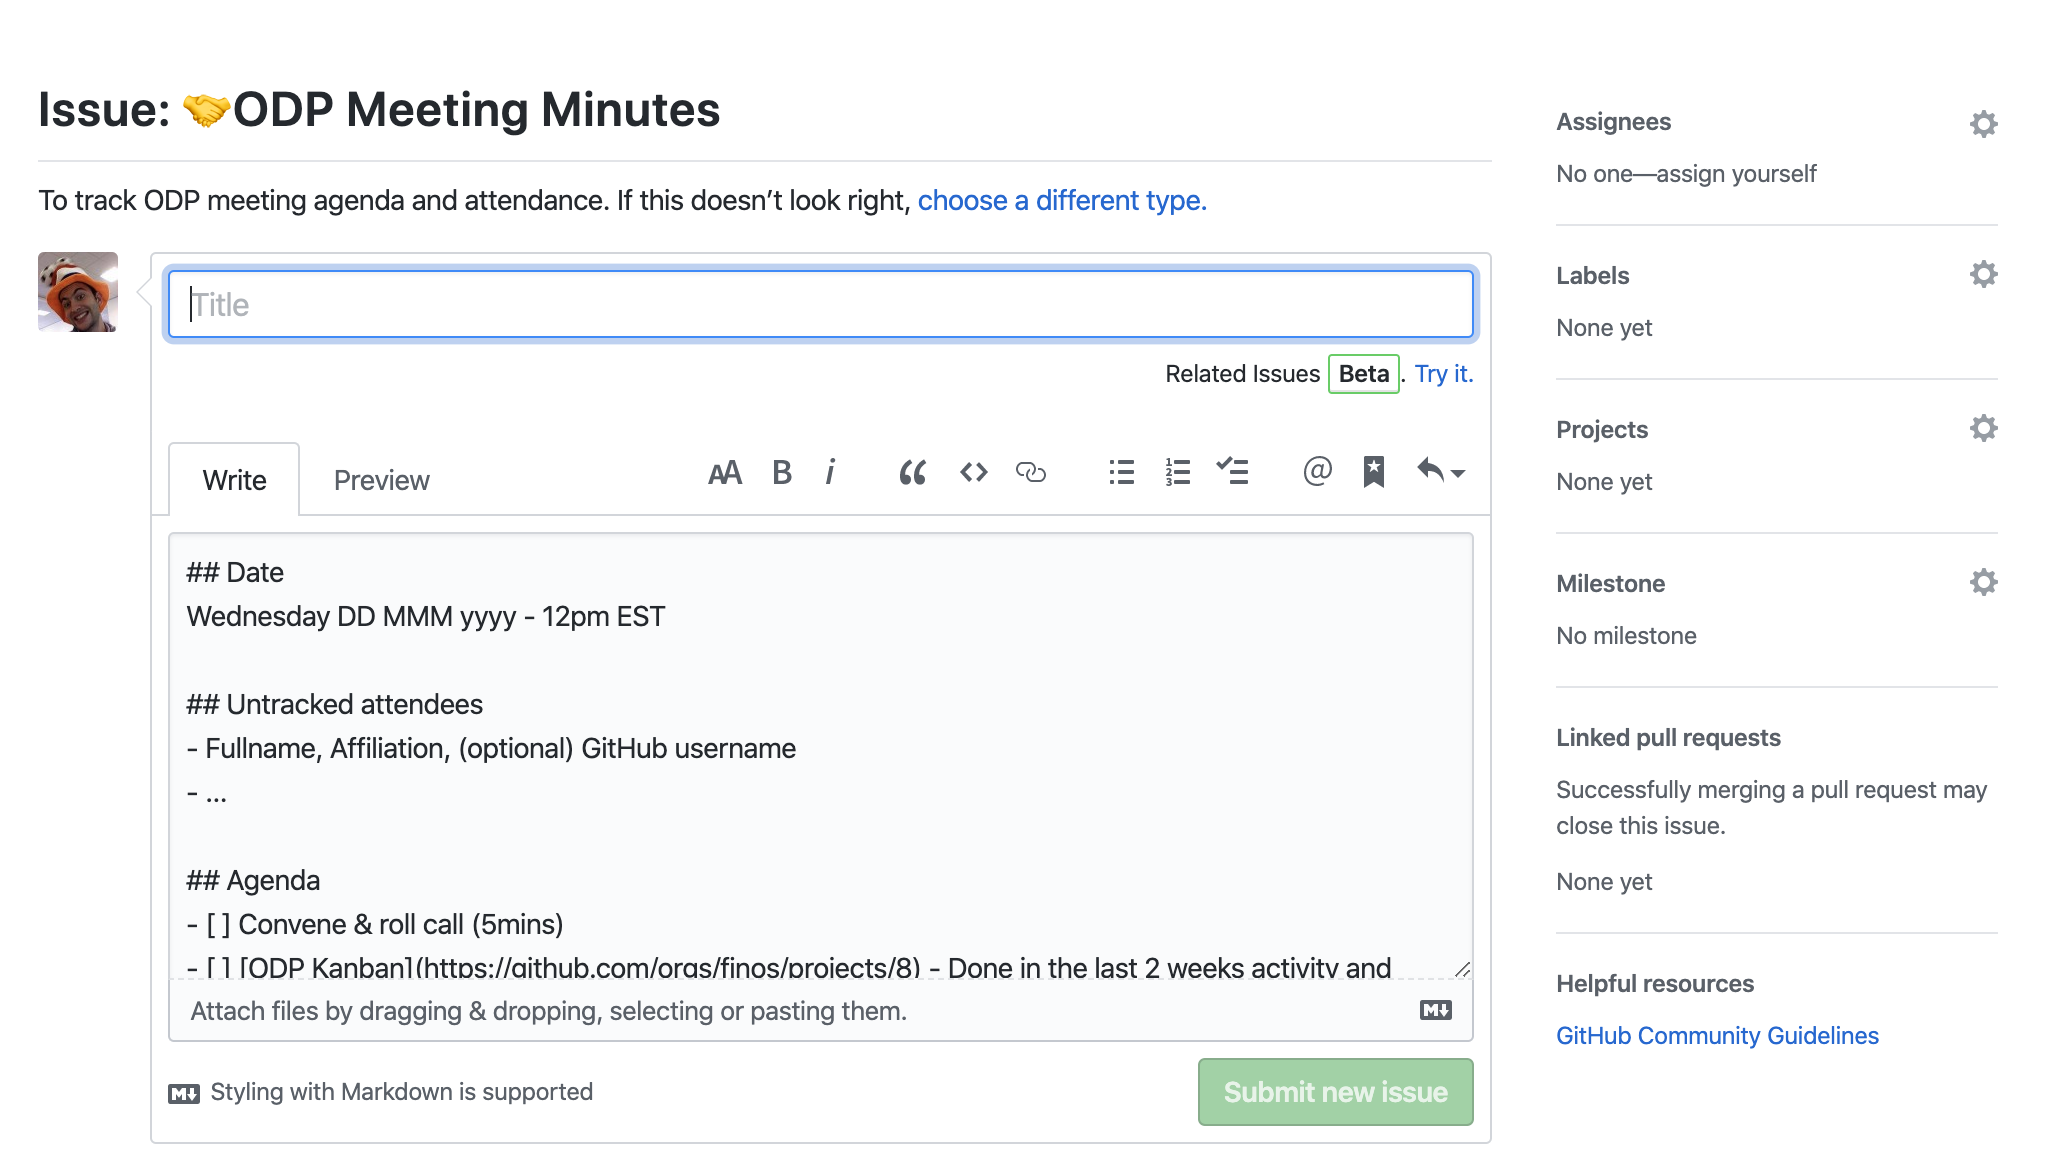 Issue: 🤝ODP Meeting Minutes
To track ODP meeting agenda and attendance. If this doesn’t look right, choose a different type.
Title
Related Issues Beta. Try it.
Write Preview
## Date
Wednesday DD MMM yyyy - 12pm EST
## Untracked attendees
- Fullname, Affiliation, (optional) GitHub username
- ...
## Agenda
- [ ] Convene & roll call (5mins)
- [ ] [ODP Kanban](https://github.com/orgs/finos/projects/8) - Done in the last 2 weeks activity and
Attach files by dragging & dropping, selecting or pasting them.
Styling with Markdown is supported
Submit new issue
Assignees
No one—assign yourself
Labels
None yet
Projects
None yet
Milestone
No milestone
Linked pull requests
Successfully merging a pull request may
close this issue.
None yet
Helpful resources
GitHub Community Guidelines